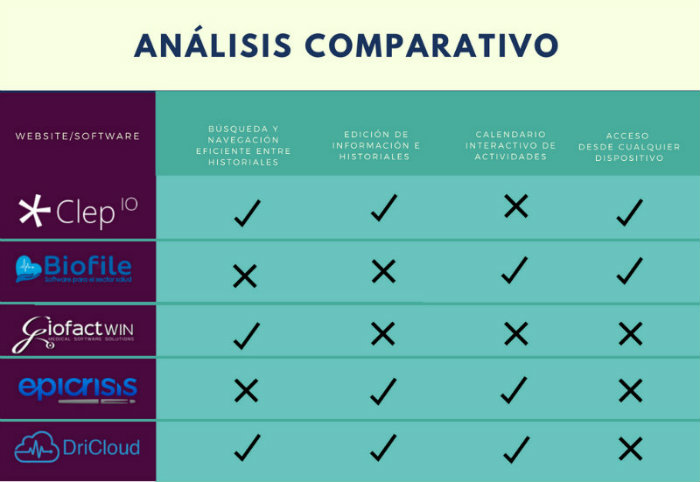 ANÁLISIS COMPARATIVO
WEBSITE/SOFTWARE
BÚSQUEDA Y
NAVEGACIÓN
EFICIENTE ENTRE
HISTORIALES
EDICIÓN DE
INFORMACIÓN E
HISTORIALES
CALENDARIO
INTERACTIVO DE
ACTIVIDADES
ACCESO
DESDE CUALQUIER
DISPOSITIVO
Clep IO
Biofile
Software para el sector salud
Giofact WIN
MEDICAL SOFTWARE SOLUTIONS
epicrisis
DriCloud